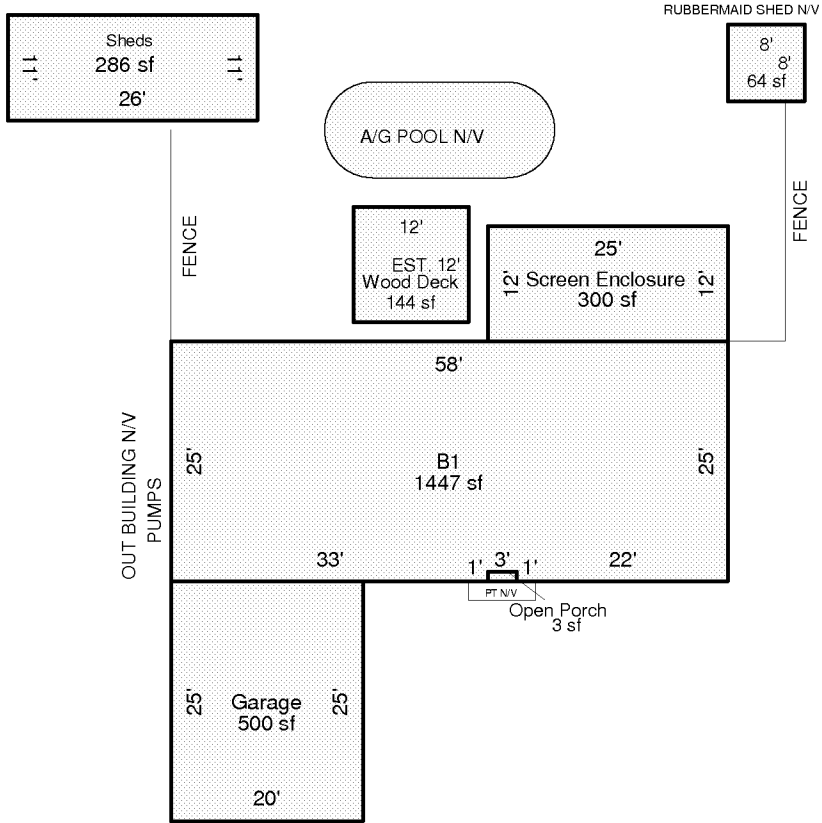 RUBBERMAID SHED N/V
Sheds
286 sf
11'
11'
26'
8'
8'
64 sf
A/G POOL N/V
FENCE
FENCE
12'
EST. 12'
Wood Deck
144 sf
25'
12'
Screen Enclosure
12'
300 sf
58'
25'
B1
1447 sf
25'
OUT BUILDING N/V
PUMPS
33'
1'
3'
1'
22'
PT N/V
Open Porch
3 sf
25'
Garage
500 sf
25'
20'